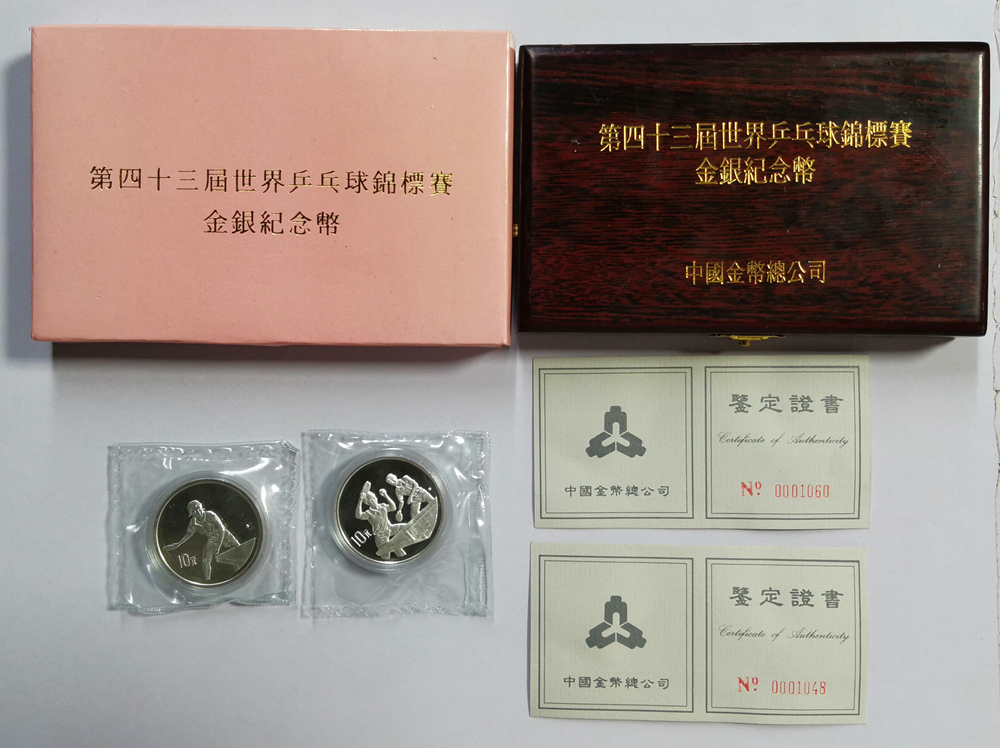 第四十三屆世界乒乓球錦標賽
金銀紀念幣
第四十三屆世界乒乓球錦標賽
金銀紀念幣
中國金幣總公司
10元
10元
中國金幣總公司
鑒定證書
Certificate of Authenticity
Nº 0001060
中國金幣總公司
鑒定證書
Certificate of Authenticity
Nº 0001048